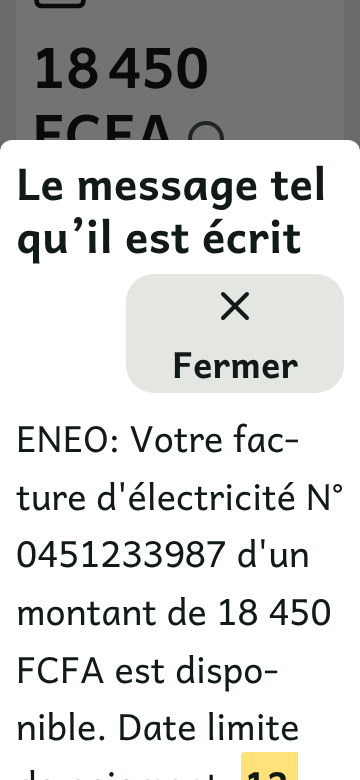 18 450
FCFA
Le message tel
qu’il est écrit
Fermer
ENEO: Votre fac-
ture d'électricité N°
0451233987 d'un
montant de 18 450
FCFA est dispo-
nible. Date limite